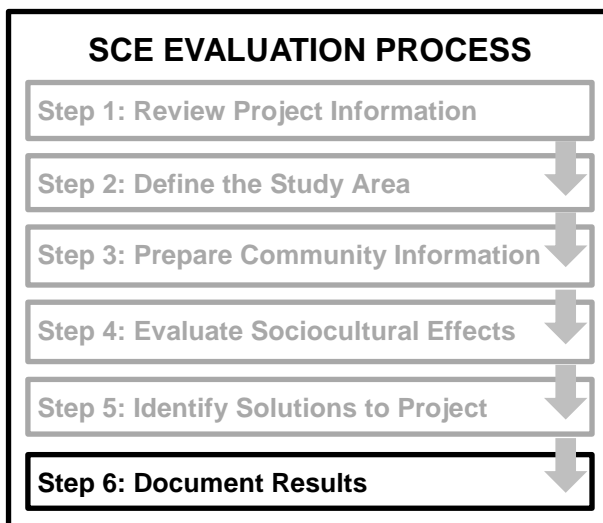 SCE EVALUATION PROCESS
Step 1: Review Project Information
Step 2: Define the Study Area
Step 3: Prepare Community Information
Step 4: Evaluate Sociocultural Effects
Step 5: Identify Solutions to Project
Step 6: Document Results